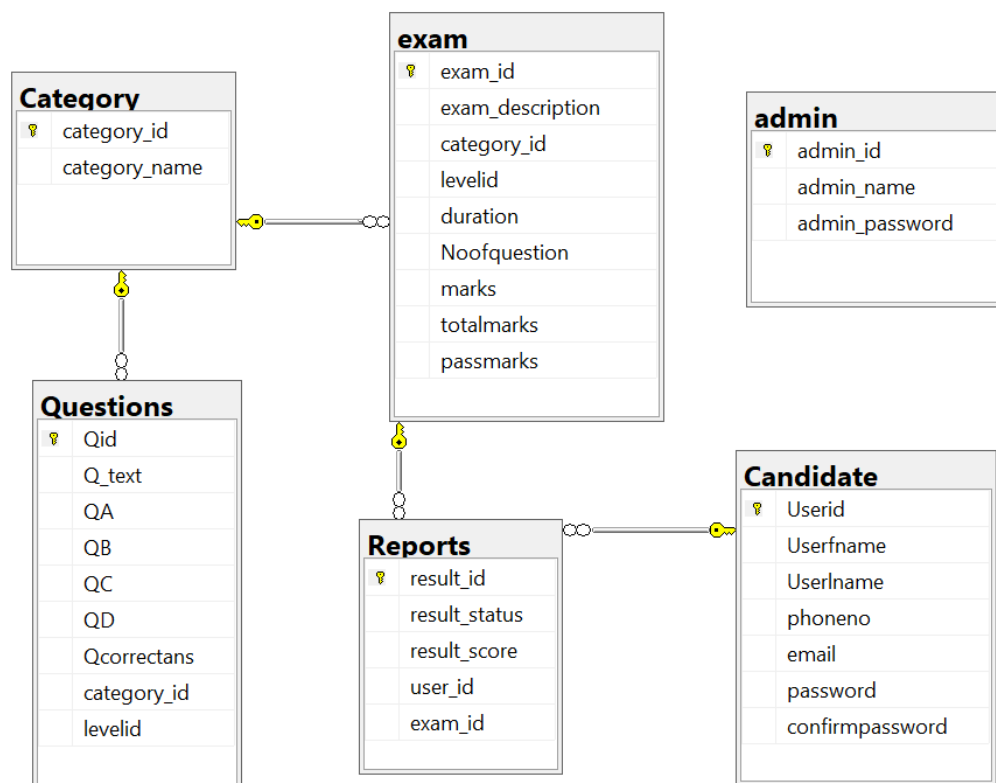 Category
category_id
category_name
exam
exam_id
exam_description
category_id
levelid
duration
Noofquestion
marks
totalmarks
passmarks
admin
admin_id
admin_name
admin_password
Questions
Qid
Q_text
QA
QB
QC
QD
Qcorrectans
category_id
levelid
Reports
result_id
result_status
result_score
user_id
exam_id
Candidate
Userid
Userfname
Userlname
phoneno
email
password
confirmpassword